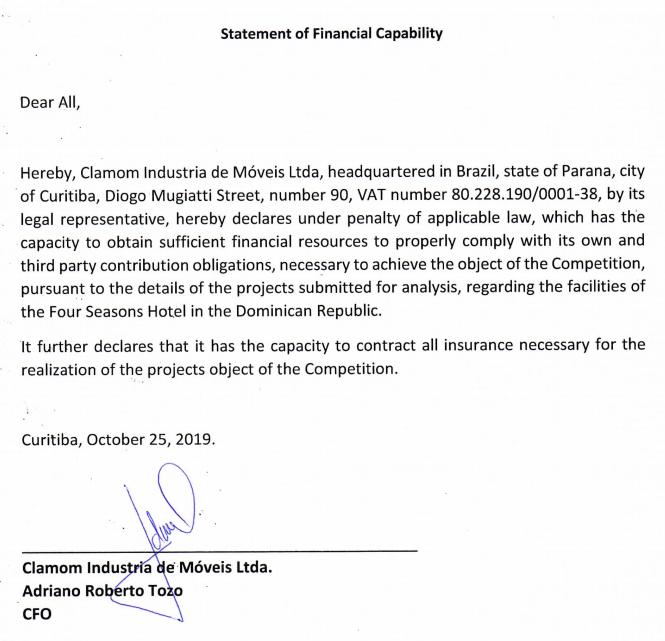 Statement of Financial Capability
Dear All,
Hereby, Clamom Industria de Móveis Ltda, headquartered in Brazil, state of Parana, city
of Curitiba, Diogo Mugiatti Street, number 90, VAT number 80.228.190/0001-38, by its
legal representative, hereby declares under penalty of applicable law, which has the
capacity to obtain sufficient financial resources to properly comply with its own and
third party contribution obligations, necessary to achieve the object of the Competition,
pursuant to the details of the projects submitted for analysis, regarding the facilities of
the Four Seasons Hotel in the Dominican Republic.
It further declares that it has the capacity to contract all insurance necessary for the
realization of the projects object of the Competition.
Curitiba, October 25, 2019.
Clamom Industria de Móveis Ltda.
Adriano Roberto Tozo
CFO